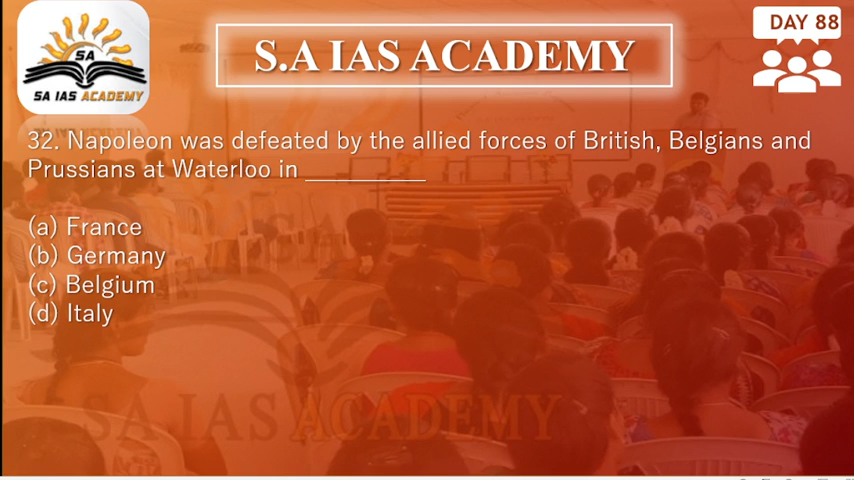 SA
SA IAS ACADEMY
S.A IAS ACADEMY
DAY 88
32. Napoleon was defeated by the allied forces of British, Belgians and
Prussians at Waterloo in __________
(a) France
(b) Germany
(c) Belgium
(d) Italy
SA IAS ACADEMY